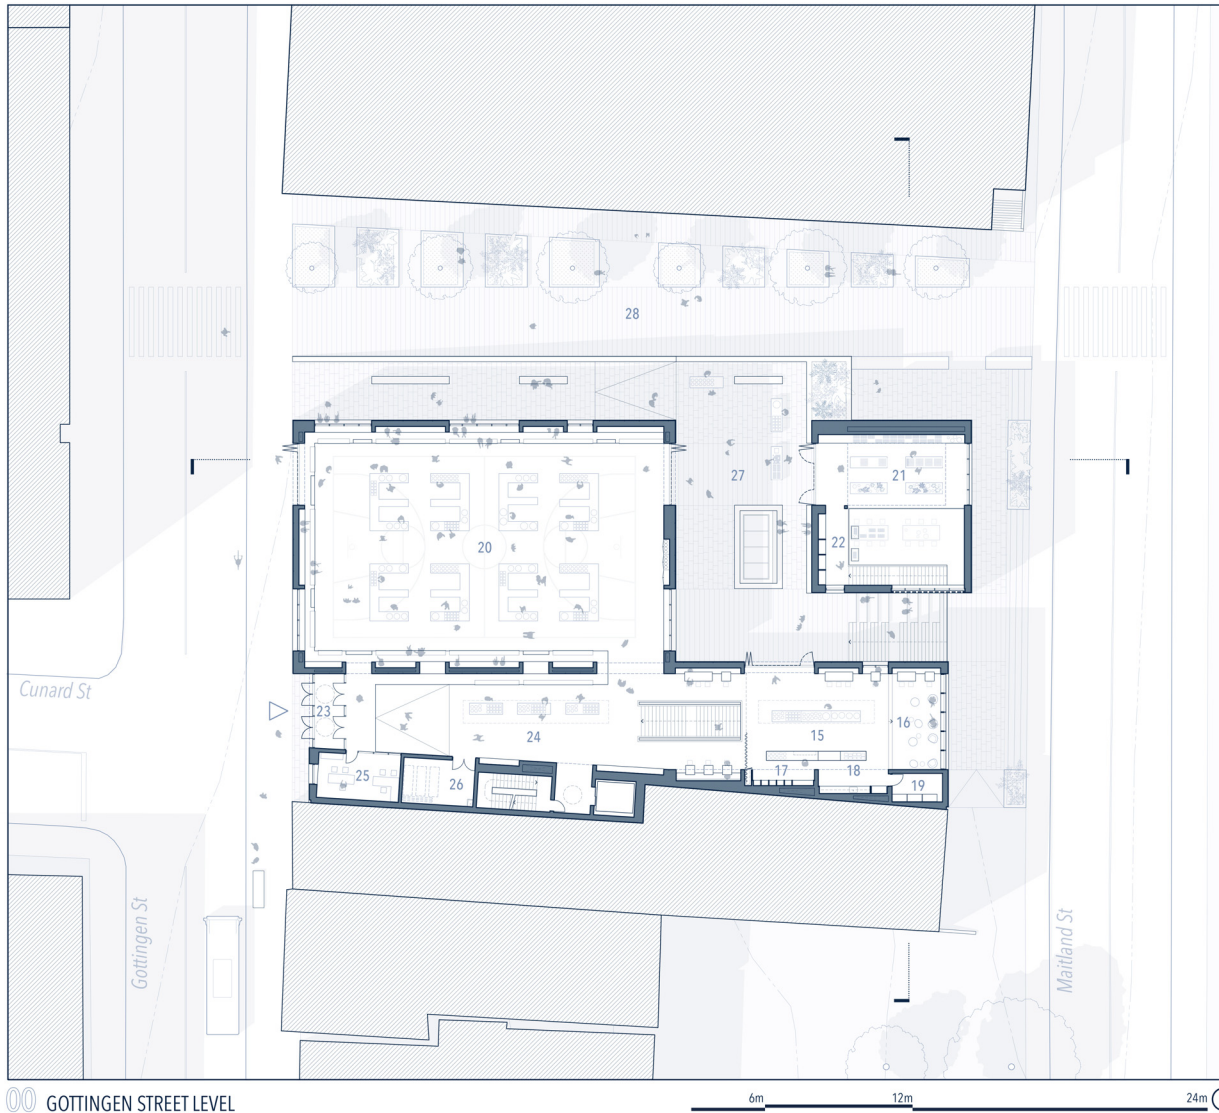 28
27
21
22
20
Cunard St
23
24
15
16
25
26
17
18
19
Gottingen St
Maitland St
00 GOTTINGEN STREET LEVEL
6m
12m
24m